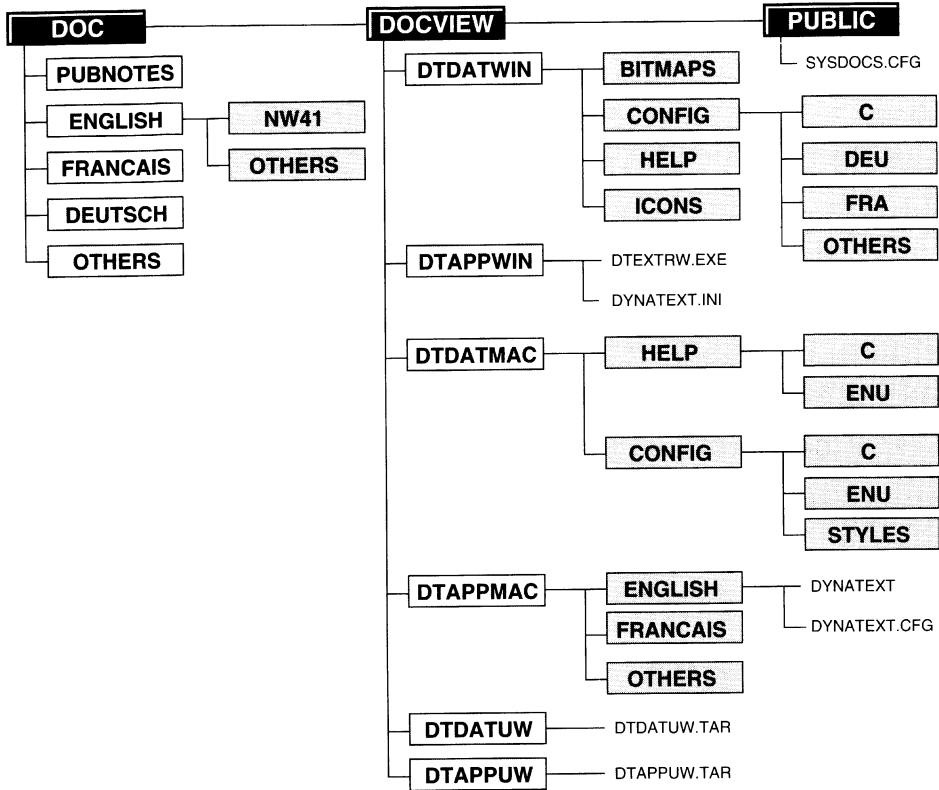 DOC
PUBNOTES
ENGLISH
NW41
OTHERS
FRANCAIS
DEUTSCH
OTHERS
DOCVIEW
DTDATWIN
BITMAPS
CONFIG
C
DEU
FRA
OTHERS
HELP
ICONS
DTAPPWIN
DTEXTRW.EXE
DYNATEXT.INI
DTDATMAC
HELP
C
ENU
CONFIG
C
ENU
STYLES
DTAPPMAC
ENGLISH
DYNATEXT
DYNATEXT.CFG
FRANCAIS
OTHERS
DTDATUW
DTDATUW.TAR
DTAPPUW
DTAPPUW.TAR
PUBLIC
SYSDOCS.CFG